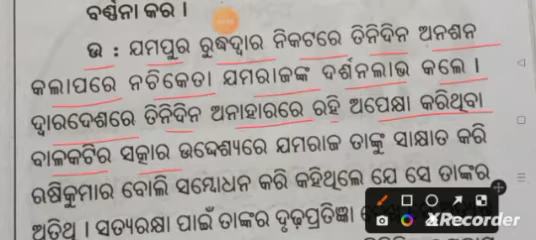 ବର୍ଣ୍ଣନା କର ।
ଉ : ଯମପୁର ରୁଦ୍ଧଦ୍ୱାର ନିକଟରେ ତିନିଦିନ ଅନଶନ
କଲାପରେ ନଚିକେତା ଯମରାଜଙ୍କ ଦର୍ଶନଲାଭ କଲେ ।
ଦ୍ୱାରଦେଶରେ ତିନିଦିନ ଅନାହାରରେ ରହି ଅପେକ୍ଷା କରିଥିବା
ବାଳକଟିର ସତ୍କାର ଉଦ୍ଦେଶ୍ୟରେ ଯମରାଜ ତାଙ୍କୁ ସାକ୍ଷାତ କରି
ଋଷିକୁମାର ବୋଲି ସମ୍ବୋଧନ କରି କହିଥିଲେ ଯେ ସେ ତାଙ୍କର
ଅତିଥି । ସତ୍ୟରକ୍ଷା ପାଇଁ ତାଙ୍କର ଦୃଢ଼ପ୍ରତିଜ୍ଞା
XRecorder